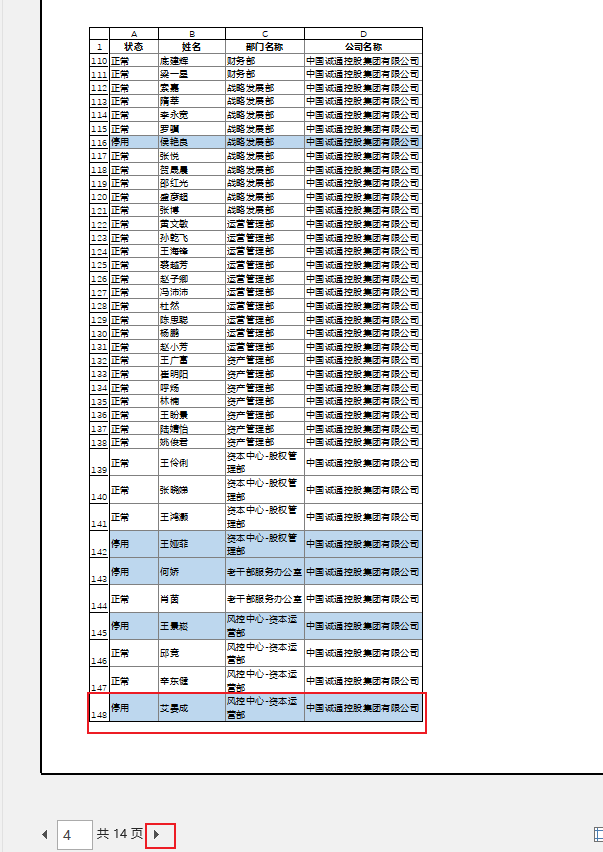 A B C D
1 状态 姓名 部门名称 公司名称
110 正常 庞建辉 财务部 中国诚通控股集团有限公司
111 正常 梁一星 财务部 中国诚通控股集团有限公司
112 正常 索嘉 战略发展部 中国诚通控股集团有限公司
113 正常 隋莘 战略发展部 中国诚通控股集团有限公司
114 正常 李永宽 战略发展部 中国诚通控股集团有限公司
115 正常 罗骥 战略发展部 中国诚通控股集团有限公司
116 停用 侯艳良 战略发展部 中国诚通控股集团有限公司
117 正常 张悦 战略发展部 中国诚通控股集团有限公司
118 正常 贺晟晨 战略发展部 中国诚通控股集团有限公司
119 正常 邵红光 战略发展部 中国诚通控股集团有限公司
120 正常 盛彦超 战略发展部 中国诚通控股集团有限公司
121 正常 张博 战略发展部 中国诚通控股集团有限公司
122 正常 黄文敏 运营管理部 中国诚通控股集团有限公司
123 正常 孙乾飞 运营管理部 中国诚通控股集团有限公司
124 正常 王海锋 运营管理部 中国诚通控股集团有限公司
125 正常 裘越芳 运营管理部 中国诚通控股集团有限公司
126 正常 赵子卿 运营管理部 中国诚通控股集团有限公司
127 正常 冯沛沛 运营管理部 中国诚通控股集团有限公司
128 正常 杜然 运营管理部 中国诚通控股集团有限公司
129 正常 陈思聪 运营管理部 中国诚通控股集团有限公司
130 正常 杨鹏 运营管理部 中国诚通控股集团有限公司
131 正常 赵小芳 运营管理部 中国诚通控股集团有限公司
132 正常 王广富 资产管理部 中国诚通控股集团有限公司
133 正常 崔明阳 资产管理部 中国诚通控股集团有限公司
134 正常 呼炀 资产管理部 中国诚通控股集团有限公司
135 正常 林楠 资产管理部 中国诚通控股集团有限公司
136 正常 王盼景 资产管理部 中国诚通控股集团有限公司
137 正常 陆婧怡 资产管理部 中国诚通控股集团有限公司
138 正常 姚俊君 资产管理部 中国诚通控股集团有限公司
139 正常 王伶俐 资本中心-股权管
理部 中国诚通控股集团有限公司
140 正常 张晓娣 资本中心-股权管
理部 中国诚通控股集团有限公司
141 正常 王鸿灏 资本中心-股权管
理部 中国诚通控股集团有限公司
142 停用 王娅菲 资本中心-股权管
理部 中国诚通控股集团有限公司
143 停用 何娇 老干部服务办公室 中国诚通控股集团有限公司
144 正常 肖茵 老干部服务办公室 中国诚通控股集团有限公司
145 停用 王景崧 风控中心-资本运
营部 中国诚通控股集团有限公司
146 正常 邱竞 风控中心-资本运
营部 中国诚通控股集团有限公司
147 正常 辛东健 风控中心-资本运
营部 中国诚通控股集团有限公司
148 停用 艾晏成 风控中心-资本运
营部 中国诚通控股集团有限公司
4 共 14 页